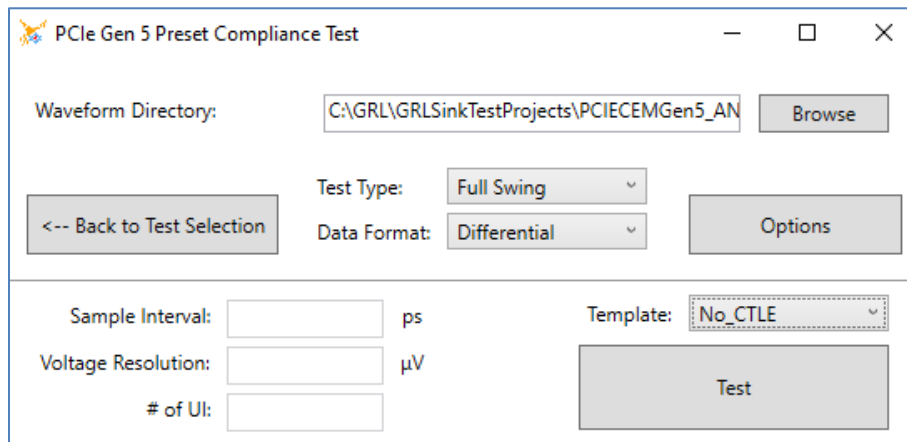 PCIe Gen 5 Preset Compliance Test
Waveform Directory: C:\GRL\GRLSinkTestProjects\PCIECEMGen5_AN Browse
Test Type: Full Swing
<-- Back to Test Selection Options
Data Format: Differential
Sample Interval: ps Template: No_CTLE
Voltage Resolution: µV
Test
# of UI: